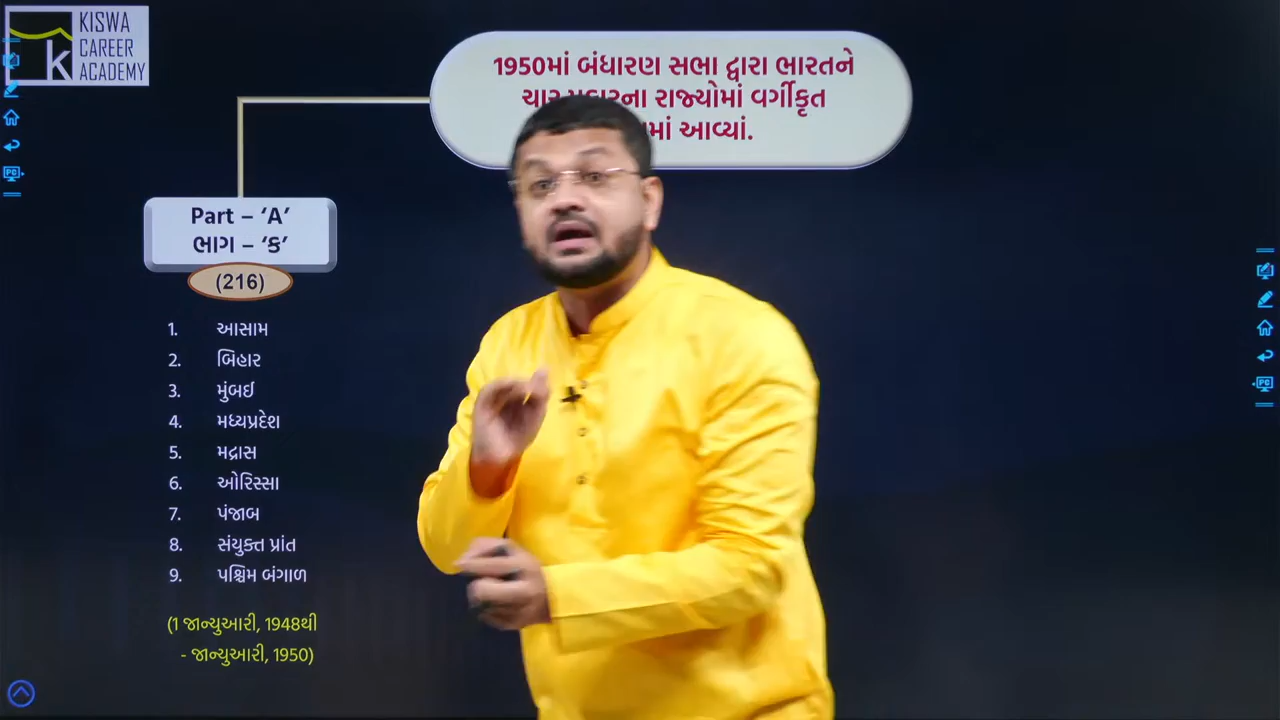 KISWA
CAREER
ACADEMY
1950માં બંધારણ સભા દ્વારા ભારતને
રાજ્યોમાં વર્ગીકૃત
આવ્યાં.
Part – ‘A’
ભાગ – ‘ક’
(216)
1. આસામ
2. બિહાર
3. મુંબઈ
4. મધ્યપ્રદેશ
5. મદ્રાસ
6. ઓરિસ્સા
7. પંજાબ
8. સંયુક્ત પ્રાંત
9. પશ્ચિમ બંગાળ
(1 જાન્યુઆરી, 1948થી
- જાન્યુઆરી, 1950)